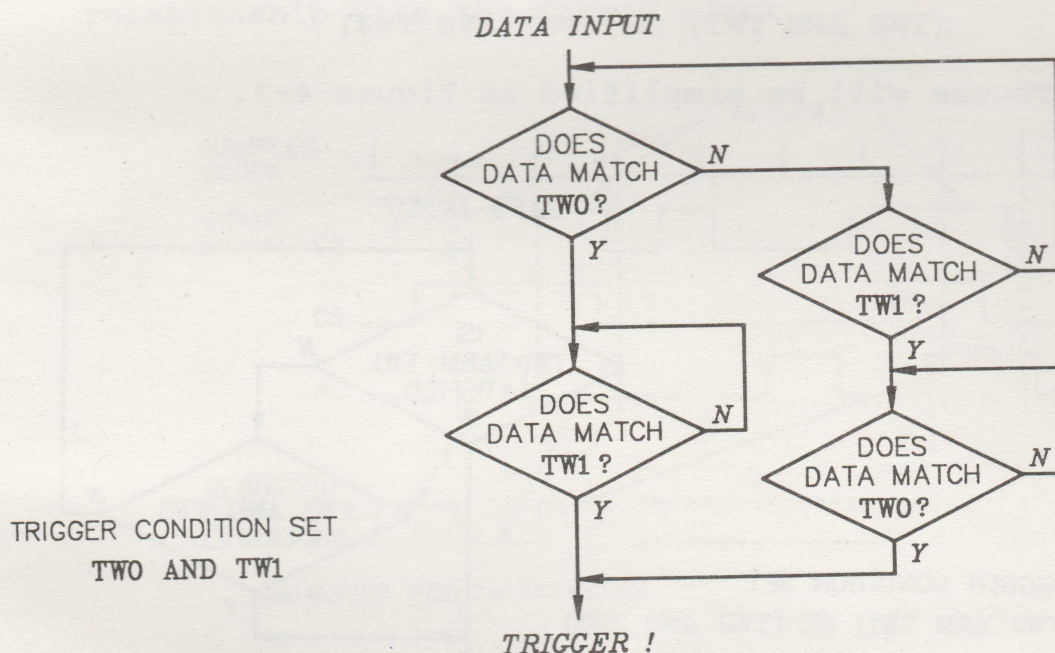 DATA INPUT
DOES
DATA MATCH
TW0?
N
Y
DOES
DATA MATCH
TW1?
N
Y
DOES
DATA MATCH
TW1?
N
Y
DOES
DATA MATCH
TW0?
N
Y
TRIGGER CONDITION SET
TW0 AND TW1
TRIGGER !